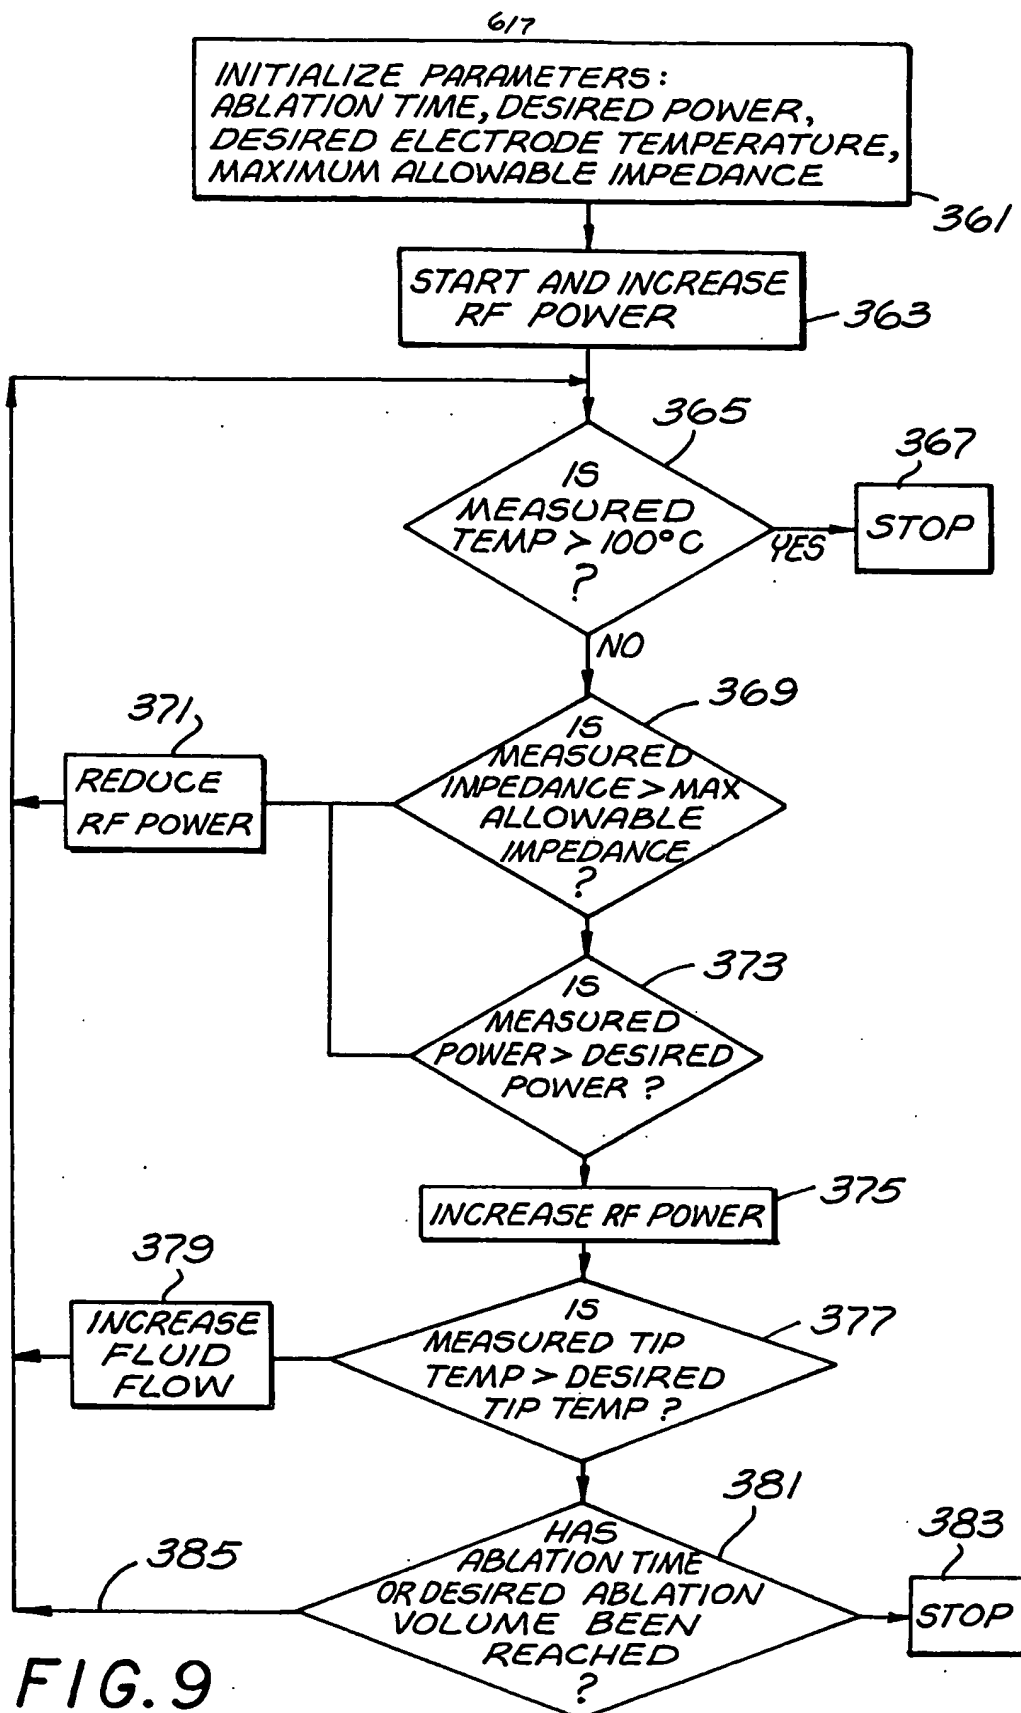 6/7
INITIALIZE PARAMETERS:
ABLATION TIME, DESIRED POWER,
DESIRED ELECTRODE TEMPERATURE,
MAXIMUM ALLOWABLE IMPEDANCE
361
START AND INCREASE
RF POWER
363
365
IS
MEASURED
TEMP > 100°C
?
YES
367
STOP
NO
369
IS
MEASURED
IMPEDANCE > MAX
ALLOWABLE
IMPEDANCE
?
371
REDUCE
RF POWER
373
IS
MEASURED
POWER > DESIRED
POWER ?
375
INCREASE RF POWER
377
IS
MEASURED TIP
TEMP > DESIRED
TIP TEMP ?
379
INCREASE
FLUID
FLOW
381
HAS
ABLATION TIME
OR DESIRED ABLATION
VOLUME BEEN
REACHED
?
383
STOP
385
FIG. 9